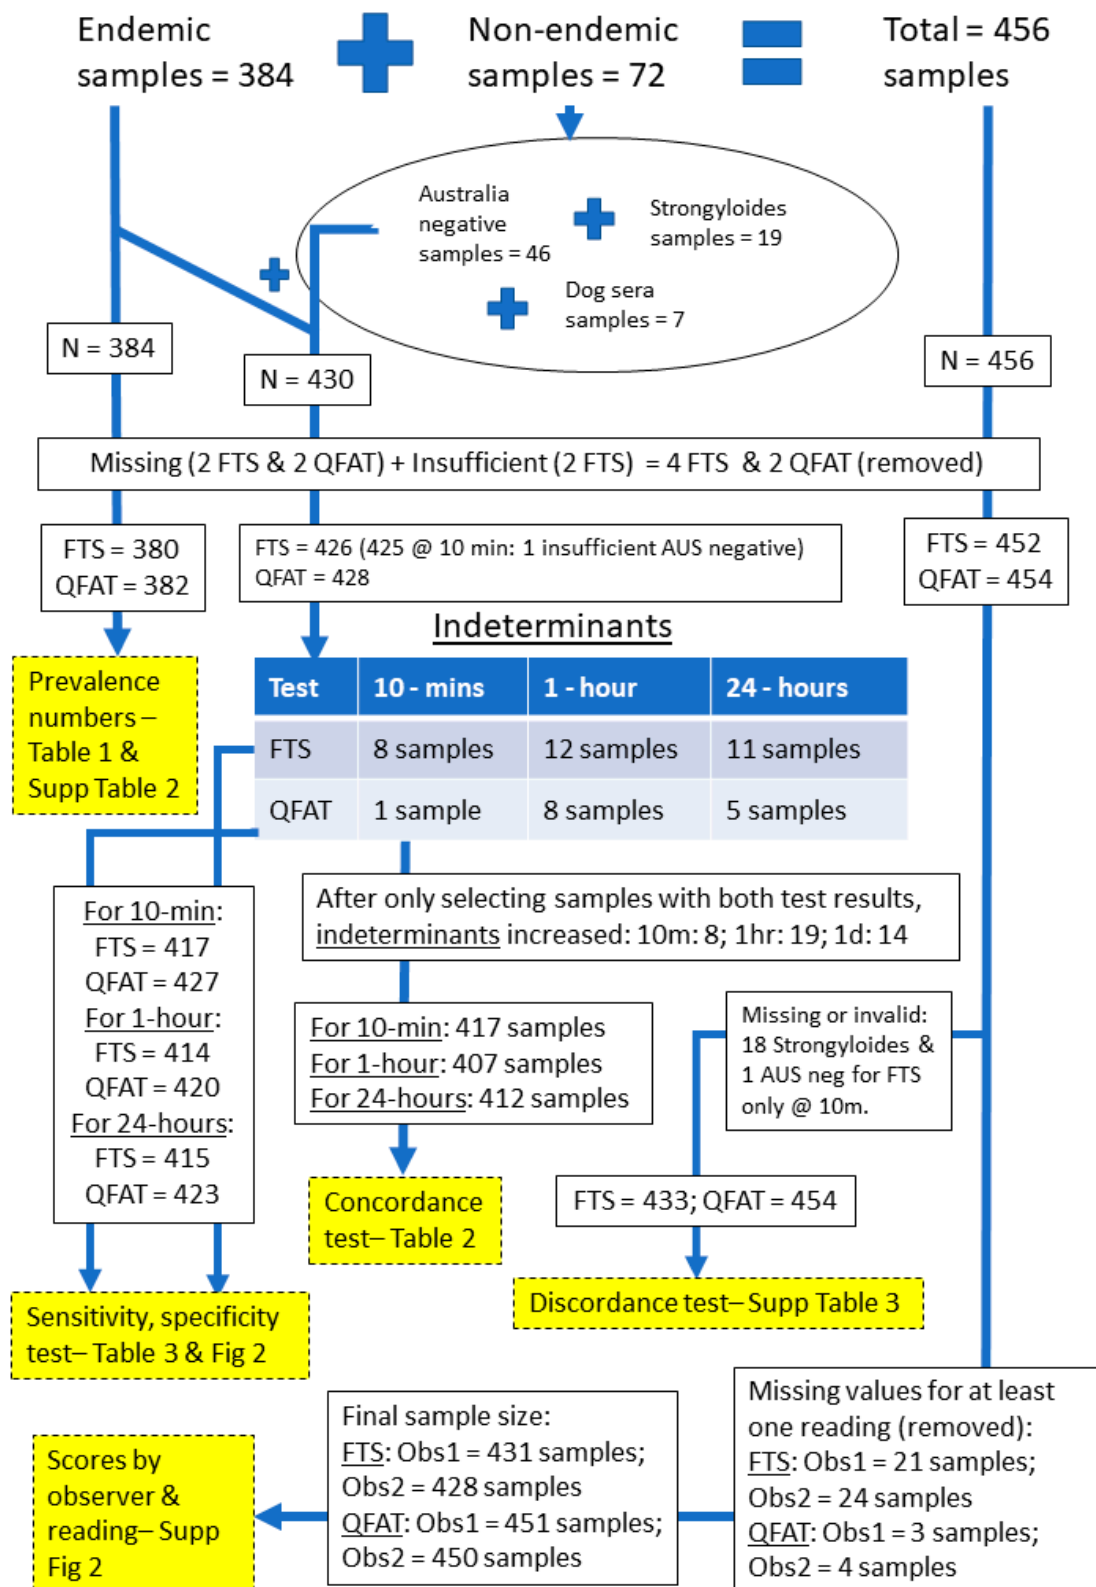 Endemic
samples = 384
Non-endemic
samples = 72
Total = 456
samples
Australia
negative
samples = 46
Strongyloides
samples = 19
Dog sera
samples = 7
N = 384
N = 430
N = 456
Missing (2 FTS & 2 QFAT) + Insufficient (2 FTS) = 4 FTS & 2 QFAT (removed)
FTS = 380
QFAT = 382
FTS = 426 (425 @ 10 min: 1 insufficient AUS negative)
QFAT = 428
FTS = 452
QFAT = 454
Indeterminants
Prevalence
numbers –
Table 1 &
Supp Table 2
Test 10 - mins 1 - hour 24 - hours
FTS 8 samples 12 samples 11 samples
QFAT 1 sample 8 samples 5 samples
For 10-min:
FTS = 417
QFAT = 427
For 1-hour:
FTS = 414
QFAT = 420
For 24-hours:
FTS = 415
QFAT = 423
After only selecting samples with both test results,
indeterminants increased: 10m: 8; 1hr: 19; 1d: 14
For 10-min: 417 samples
For 1-hour: 407 samples
For 24-hours: 412 samples
Missing or invalid:
18 Strongyloides &
1 AUS neg for FTS
only @ 10m.
Concordance
test– Table 2
FTS = 433; QFAT = 454
Sensitivity, specificity
test– Table 3 & Fig 2
Discordance test– Supp Table 3
Scores by
observer &
reading– Supp
Fig 2
Final sample size:
FTS: Obs1 = 431 samples;
Obs2 = 428 samples
QFAT: Obs1 = 451 samples;
Obs2 = 450 samples
Missing values for at least
one reading (removed):
FTS: Obs1 = 21 samples;
Obs2 = 24 samples
QFAT: Obs1 = 3 samples;
Obs2 = 4 samples